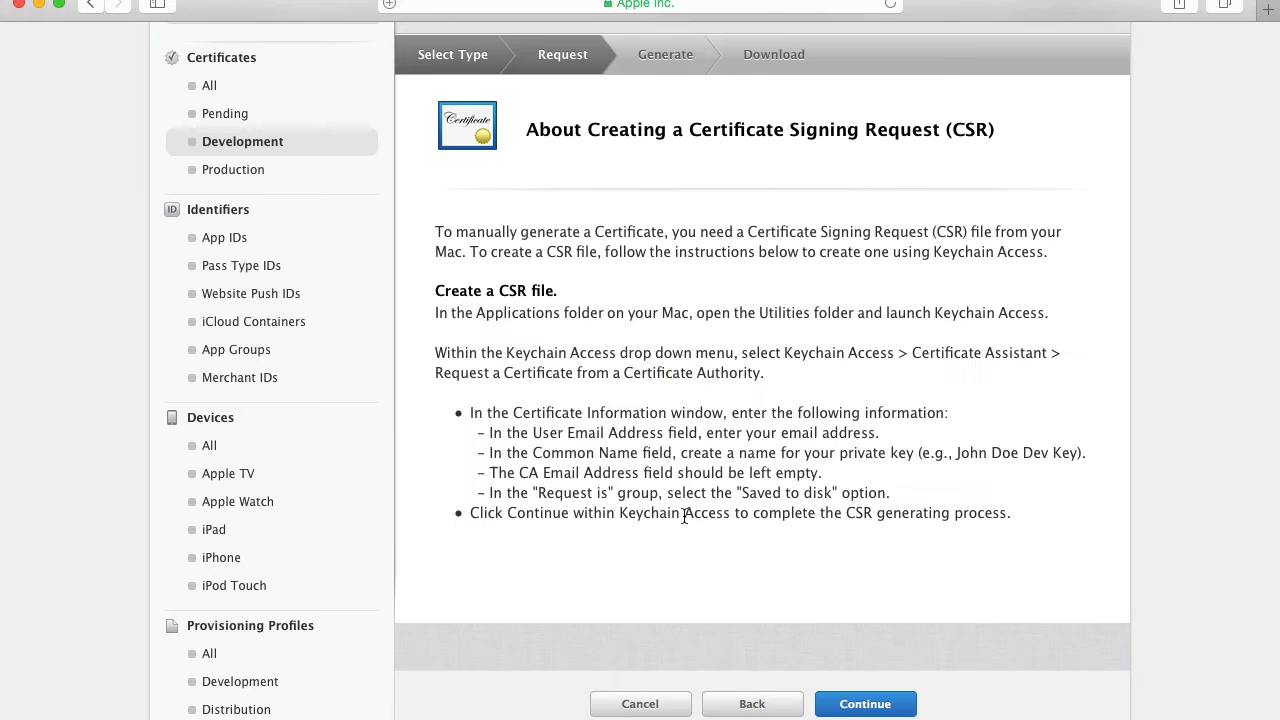 Apple Inc.
Certificates
All
Pending
Development
Production
ID Identifiers
App IDs
Pass Type IDs
Website Push IDs
iCloud Containers
App Groups
Merchant IDs
Devices
All
Apple TV
Apple Watch
iPad
iPhone
iPod Touch
Provisioning Profiles
All
Development
Distribution
Select Type Request Generate Download
Certificate
About Creating a Certificate Signing Request (CSR)
To manually generate a Certificate, you need a Certificate Signing Request (CSR) file from your
Mac. To create a CSR file, follow the instructions below to create one using Keychain Access.
Create a CSR file.
In the Applications folder on your Mac, open the Utilities folder and launch Keychain Access.
Within the Keychain Access drop down menu, select Keychain Access > Certificate Assistant >
Request a Certificate from a Certificate Authority.
• In the Certificate Information window, enter the following information:
– In the User Email Address field, enter your email address.
– In the Common Name field, create a name for your private key (e.g., John Doe Dev Key).
– The CA Email Address field should be left empty.
– In the "Request is" group, select the "Saved to disk" option.
• Click Continue within Keychain Access to complete the CSR generating process.
Cancel Back Continue